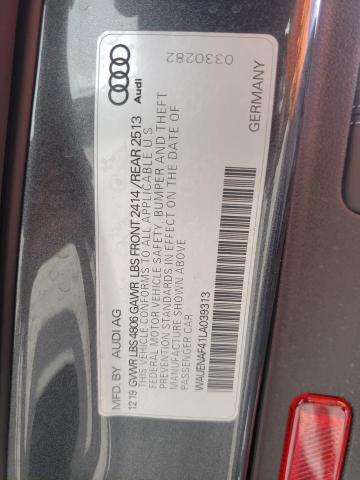 Audi
0330282
GERMANY
MFD. BY AUDI AG
12 19 GVWR LBS 4806 GAWR LBS FRONT 2414 / REAR 2513
THIS VEHICLE CONFORMS TO ALL APPLICABLE U S
FEDERAL MOTOR VEHICLE SAFETY, BUMPER AND THEFT
PREVENTION STANDARDS IN EFFECT ON THE DATE OF
MANUFACTURE SHOWN ABOVE
PASSENGER CAR
WAUENAF41LA039313